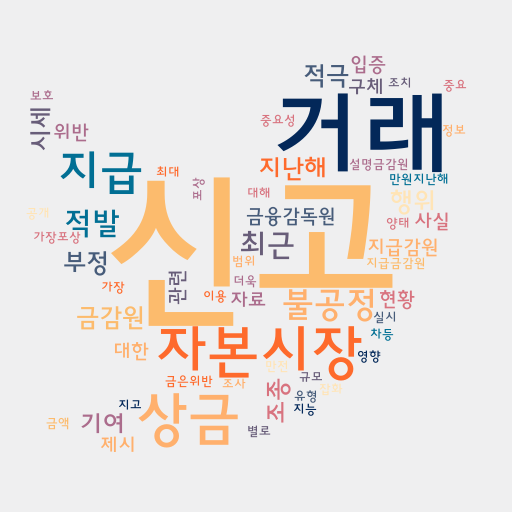 입증
적극
구체
조치
중요
보호
시세
위반
거래
중요성
정보
지급
최대
지난해
설명금감원
만원지난해
포상
대해
신고
행위
공개
적발
금융감독원
양태
사실
가장포상
부정
최근
지급감원
범위
지급금감원
관련
더욱
가장
이용
자료
불공정
현황
금감원
실시
대한
자본시장
차등
영향
금은위반
조사
규모
지고
상금
조종
유형
지능
금액
기여
제시
별로